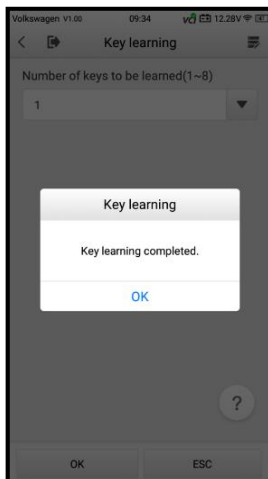 Volkswagen V1.00 09:34 12.28V
Key learning
Number of keys to be learned(1~8)
1
Key learning
Key learning completed.
OK
?
OK ESC